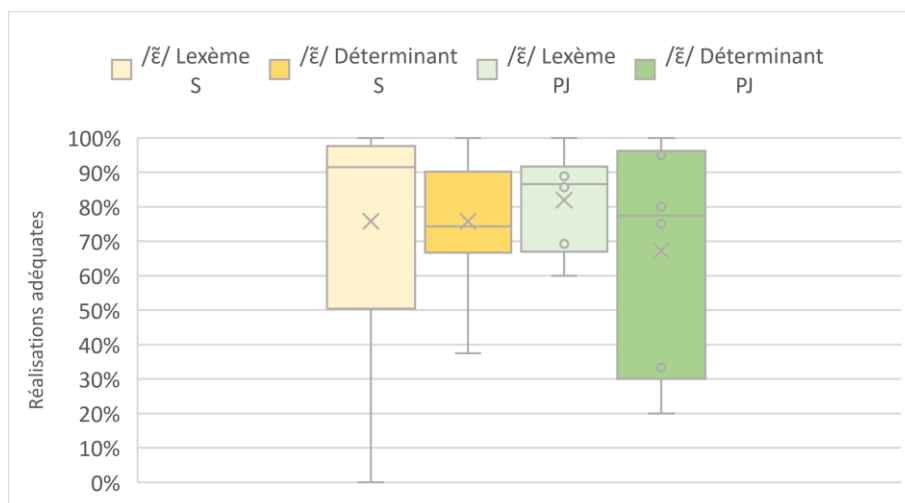 /ɛ̃/ Lexème S
/ɛ̃/ Déterminant S
/ɛ̃/ Lexème PJ
/ɛ̃/ Déterminant PJ
Réalisations adéquates
100%
90%
80%
70%
60%
50%
40%
30%
20%
10%
0%